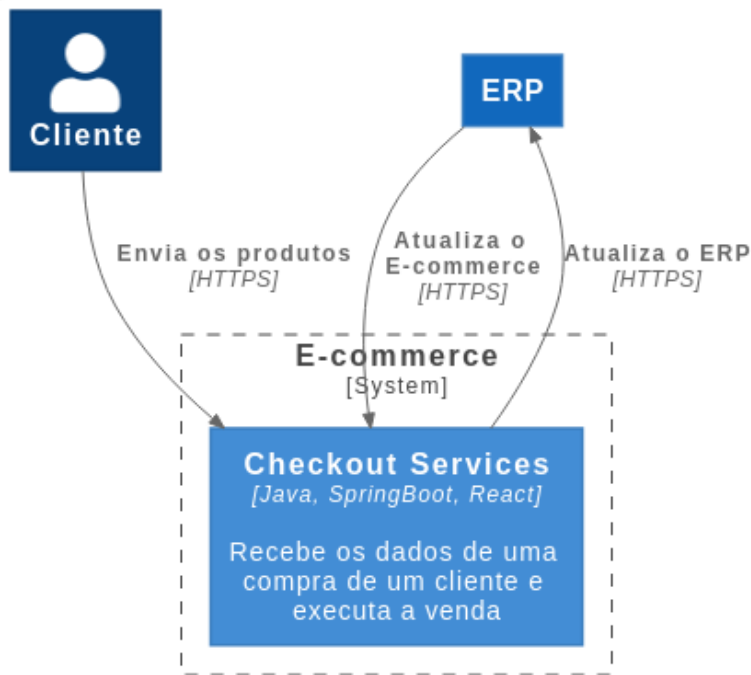 Cliente
ERP
Envia os produtos
[HTTPS]
Atualiza o
E-commerce
[HTTPS]
Atualiza o ERP
[HTTPS]
E-commerce
[System]
Checkout Services
[Java, SpringBoot, React]
Recebe os dados de uma
compra de um cliente e
executa a venda